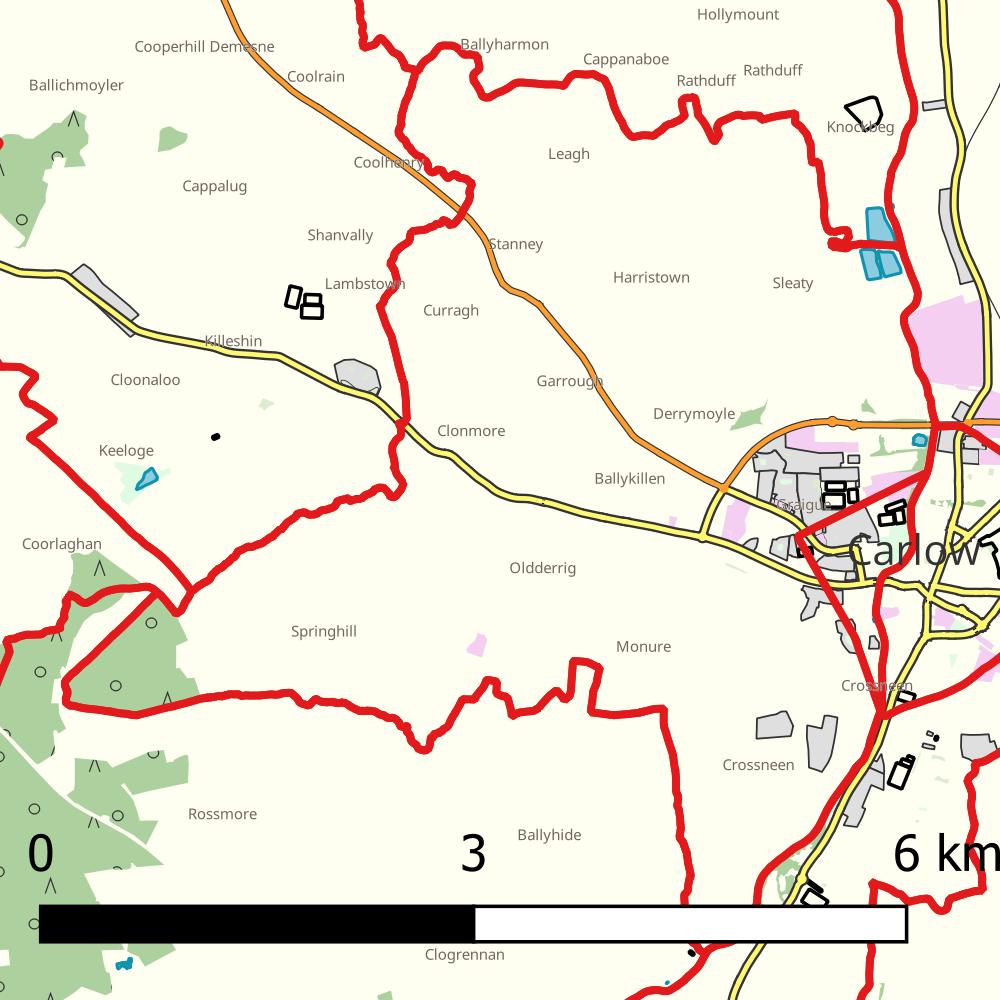 Hollymount
Cooperhill Demesne
Ballyharmon
Cappanaboe
Rathduff
Rathduff
Coolrain
Ballichmoyler
Knockbeg
Leagh
Coolhenry
Cappalug
Shanvally
Stanney
Harristown
Sleaty
Lambstown
Curragh
Killeshin
Cloonaloo
Garrough
Derrymoyle
Clonmore
Keeloge
Ballykillen
Graigue
Coorlaghan
Carlow
Oldderrig
Springhill
Monure
Crossneen
Crossneen
Rossmore
Ballyhide
0
3
6 km
Clogrennan